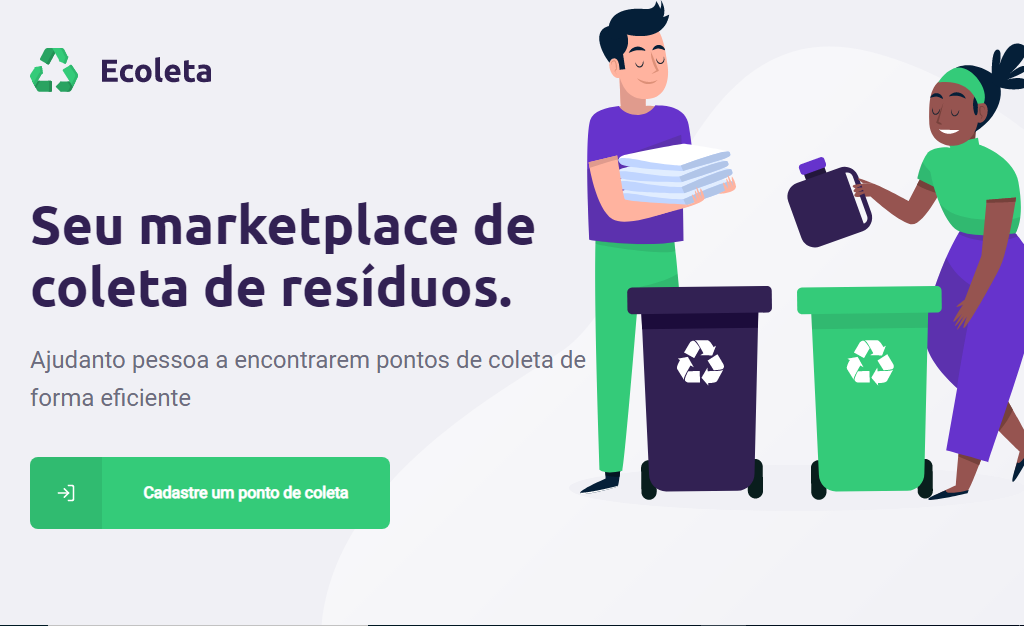 Ecoleta
Seu marketplace de
coleta de resíduos.
Ajudanto pessoa a encontrarem pontos de coleta de
forma eficiente
Cadastre um ponto de coleta